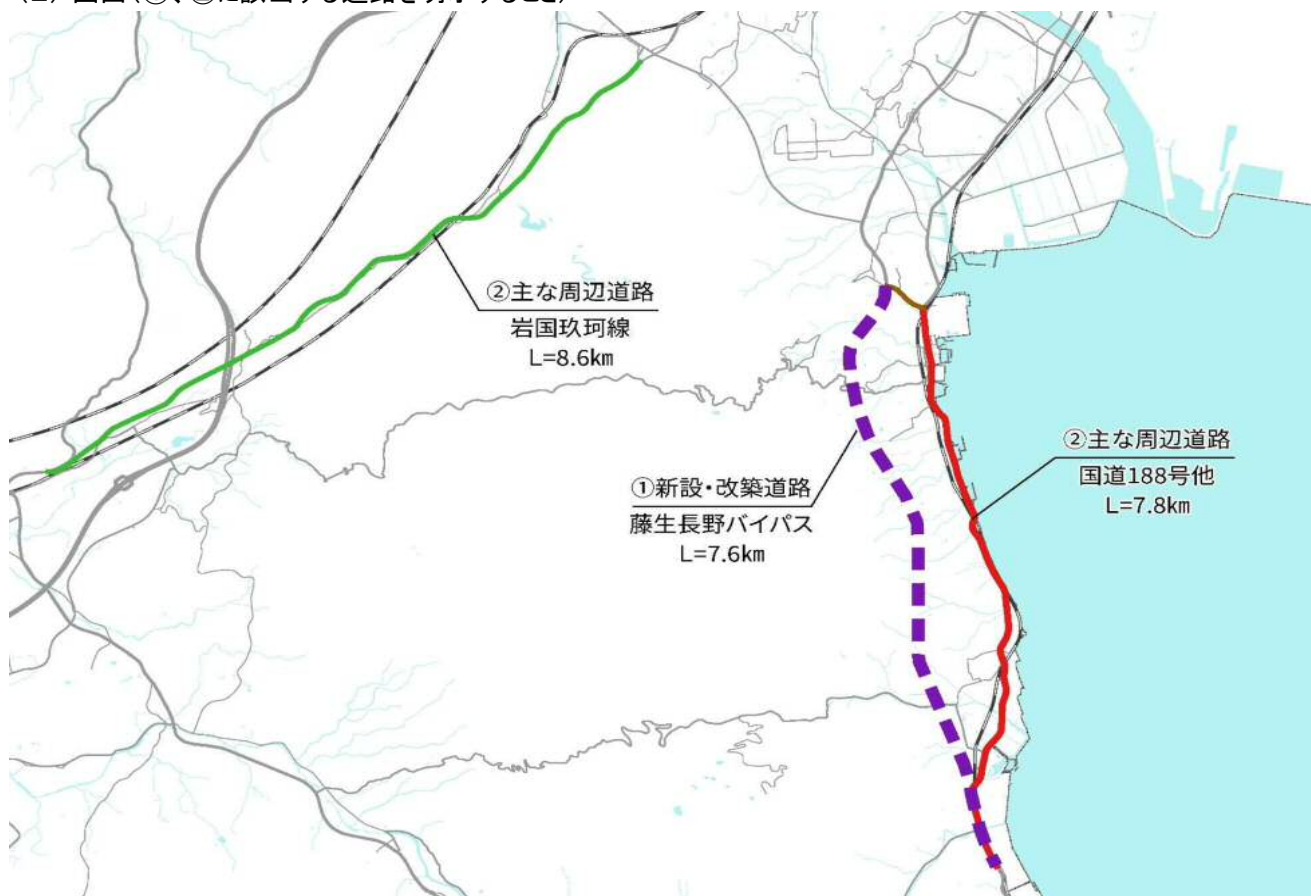 ②主な周辺道路
岩国玖珂線
L=8.6km
②主な周辺道路
国道188号他
L=7.8km
①新設・改築道路
藤生長野バイパス
L=7.6km